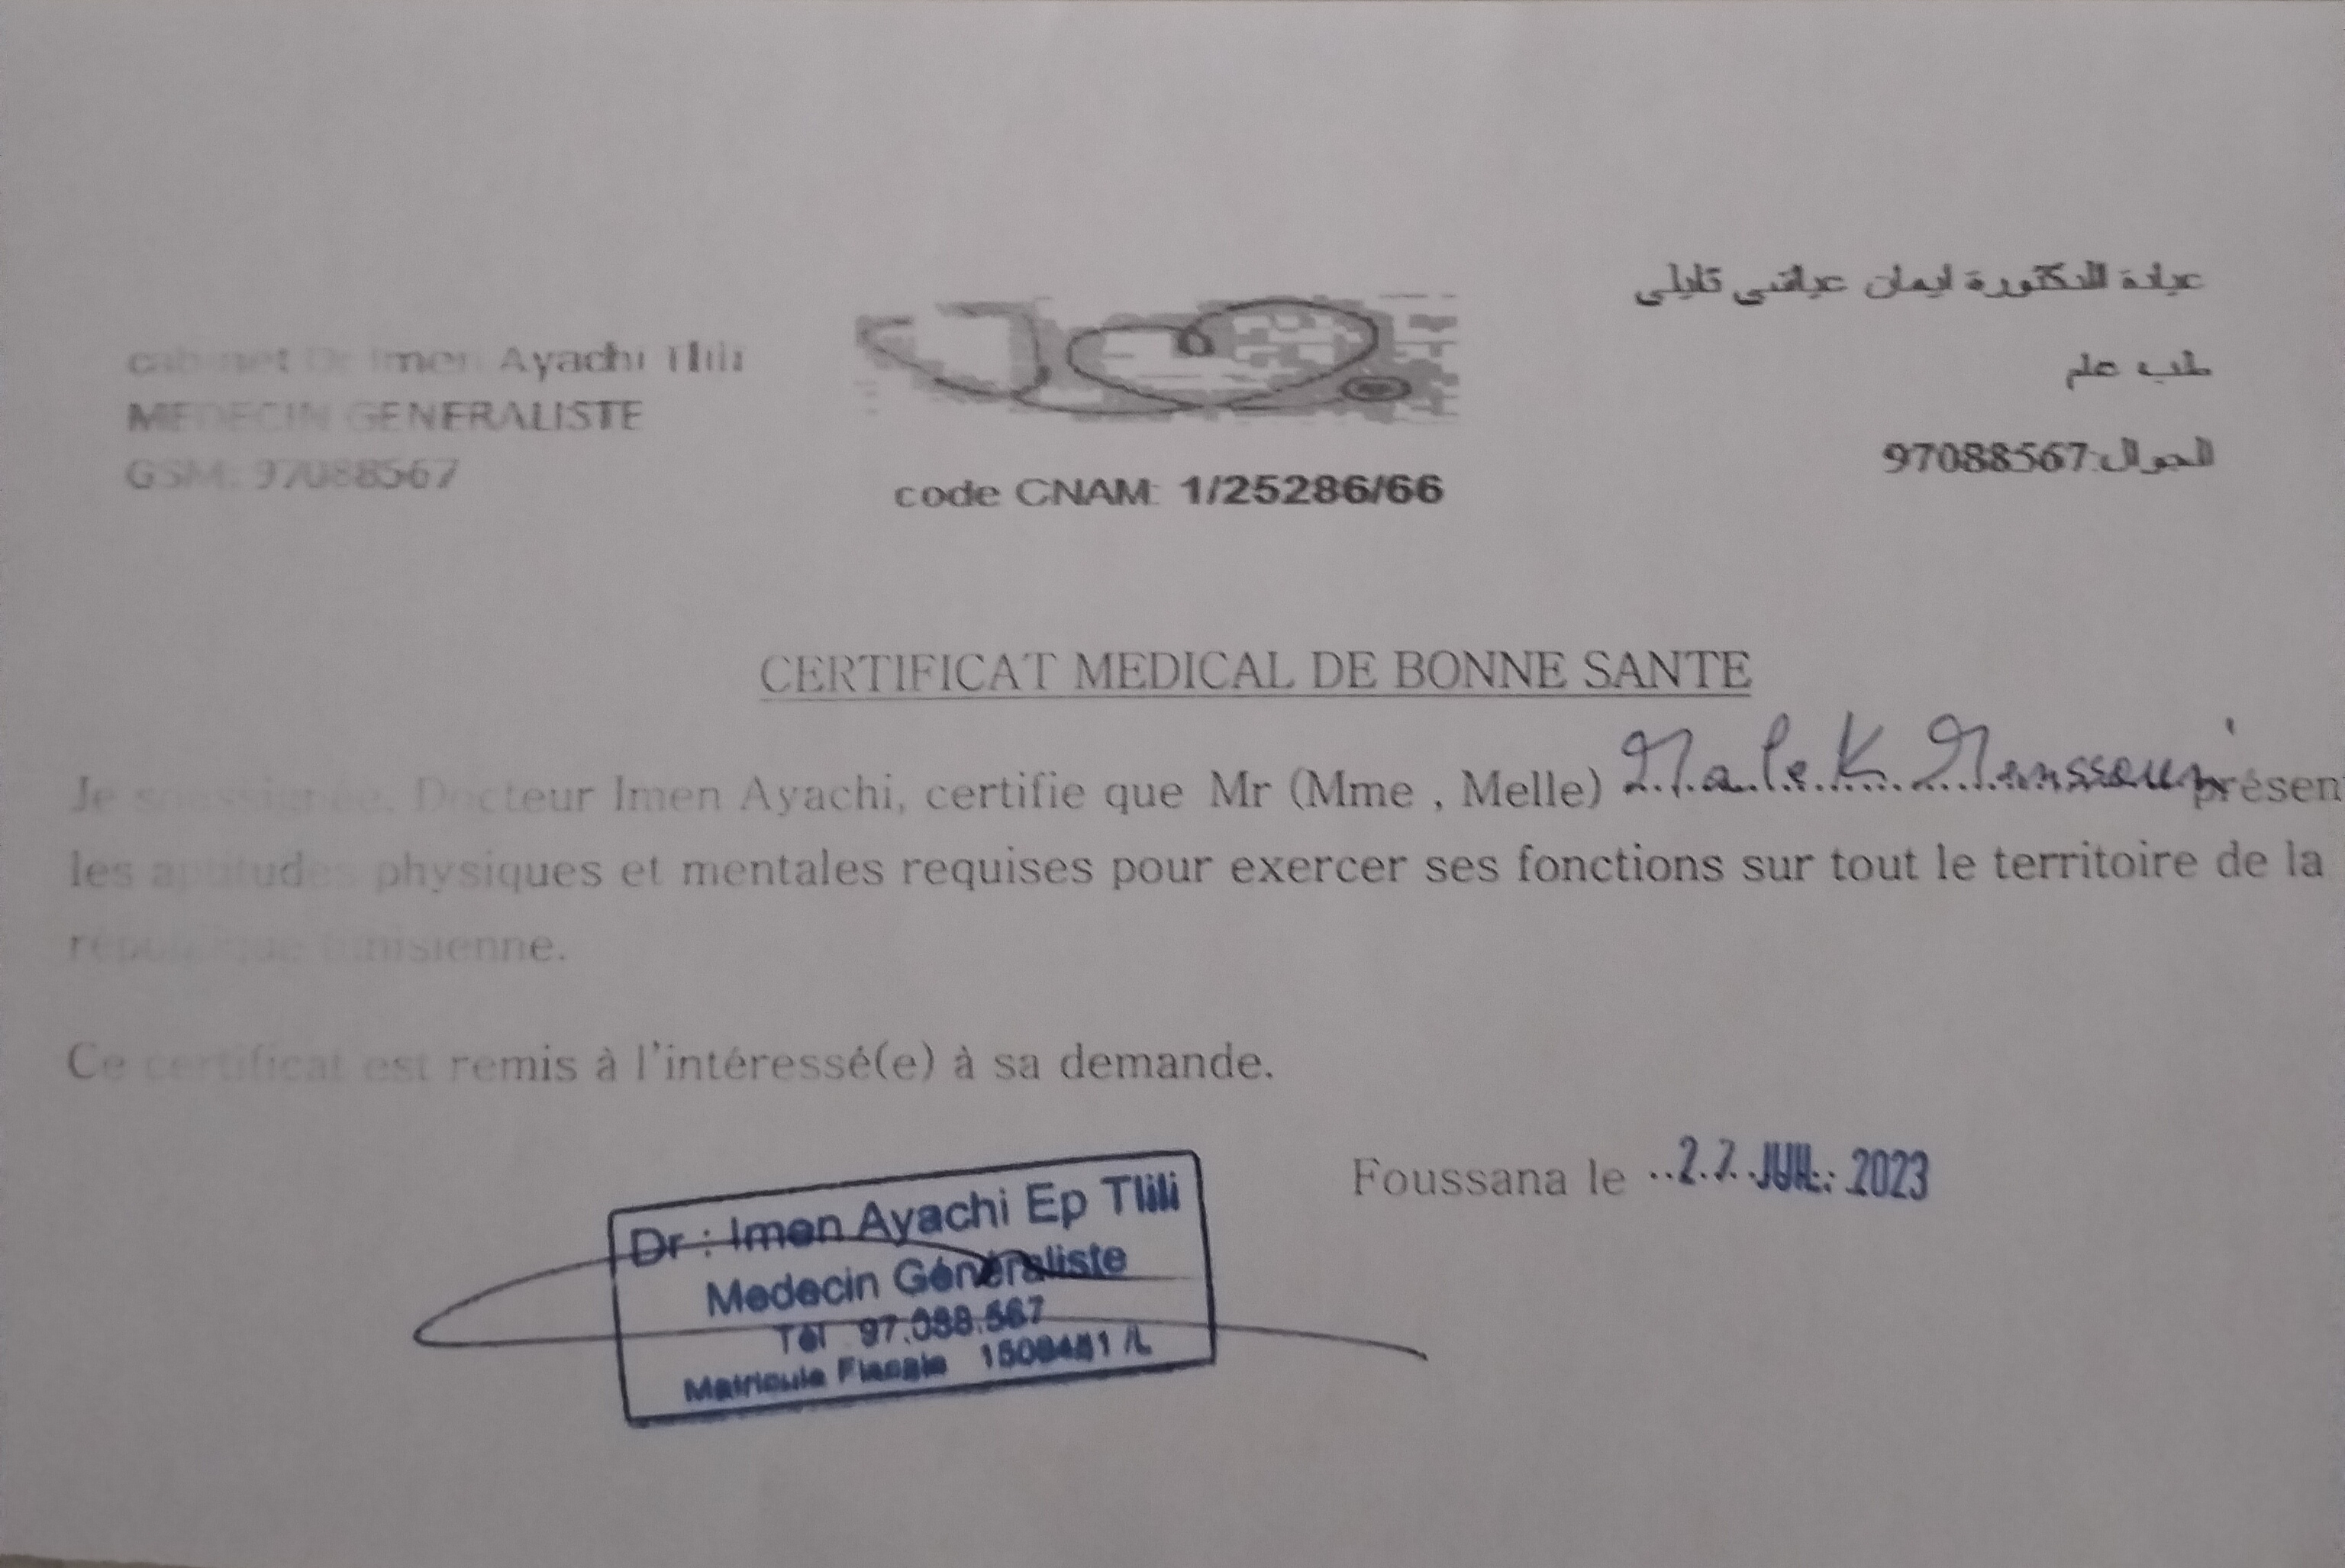 عيادة الدكتورة ايمان عياشي تليلي
cabinet Dr Imen Ayachi Tlili
طب عام
MEDECIN GENERALISTE
الجوال:97088567
GSM: 97088567
code CNAM: 1/25286/66
CERTIFICAT MEDICAL DE BONNE SANTE
Je soussignée, Docteur Imen Ayachi, certifie que Mr (Mme , Melle) Malek Manssouri présen
les aptitudes physiques et mentales requises pour exercer ses fonctions sur tout le territoire de la
république tunisienne.
Ce certificat est remis à l'intéressé(e) à sa demande.
Foussana le ..2.7. JUIL. 2023
Dr : Imen Ayachi Ep Tlili
Medecin Généraliste
Tél 97.088.567
Matricule Fiscale